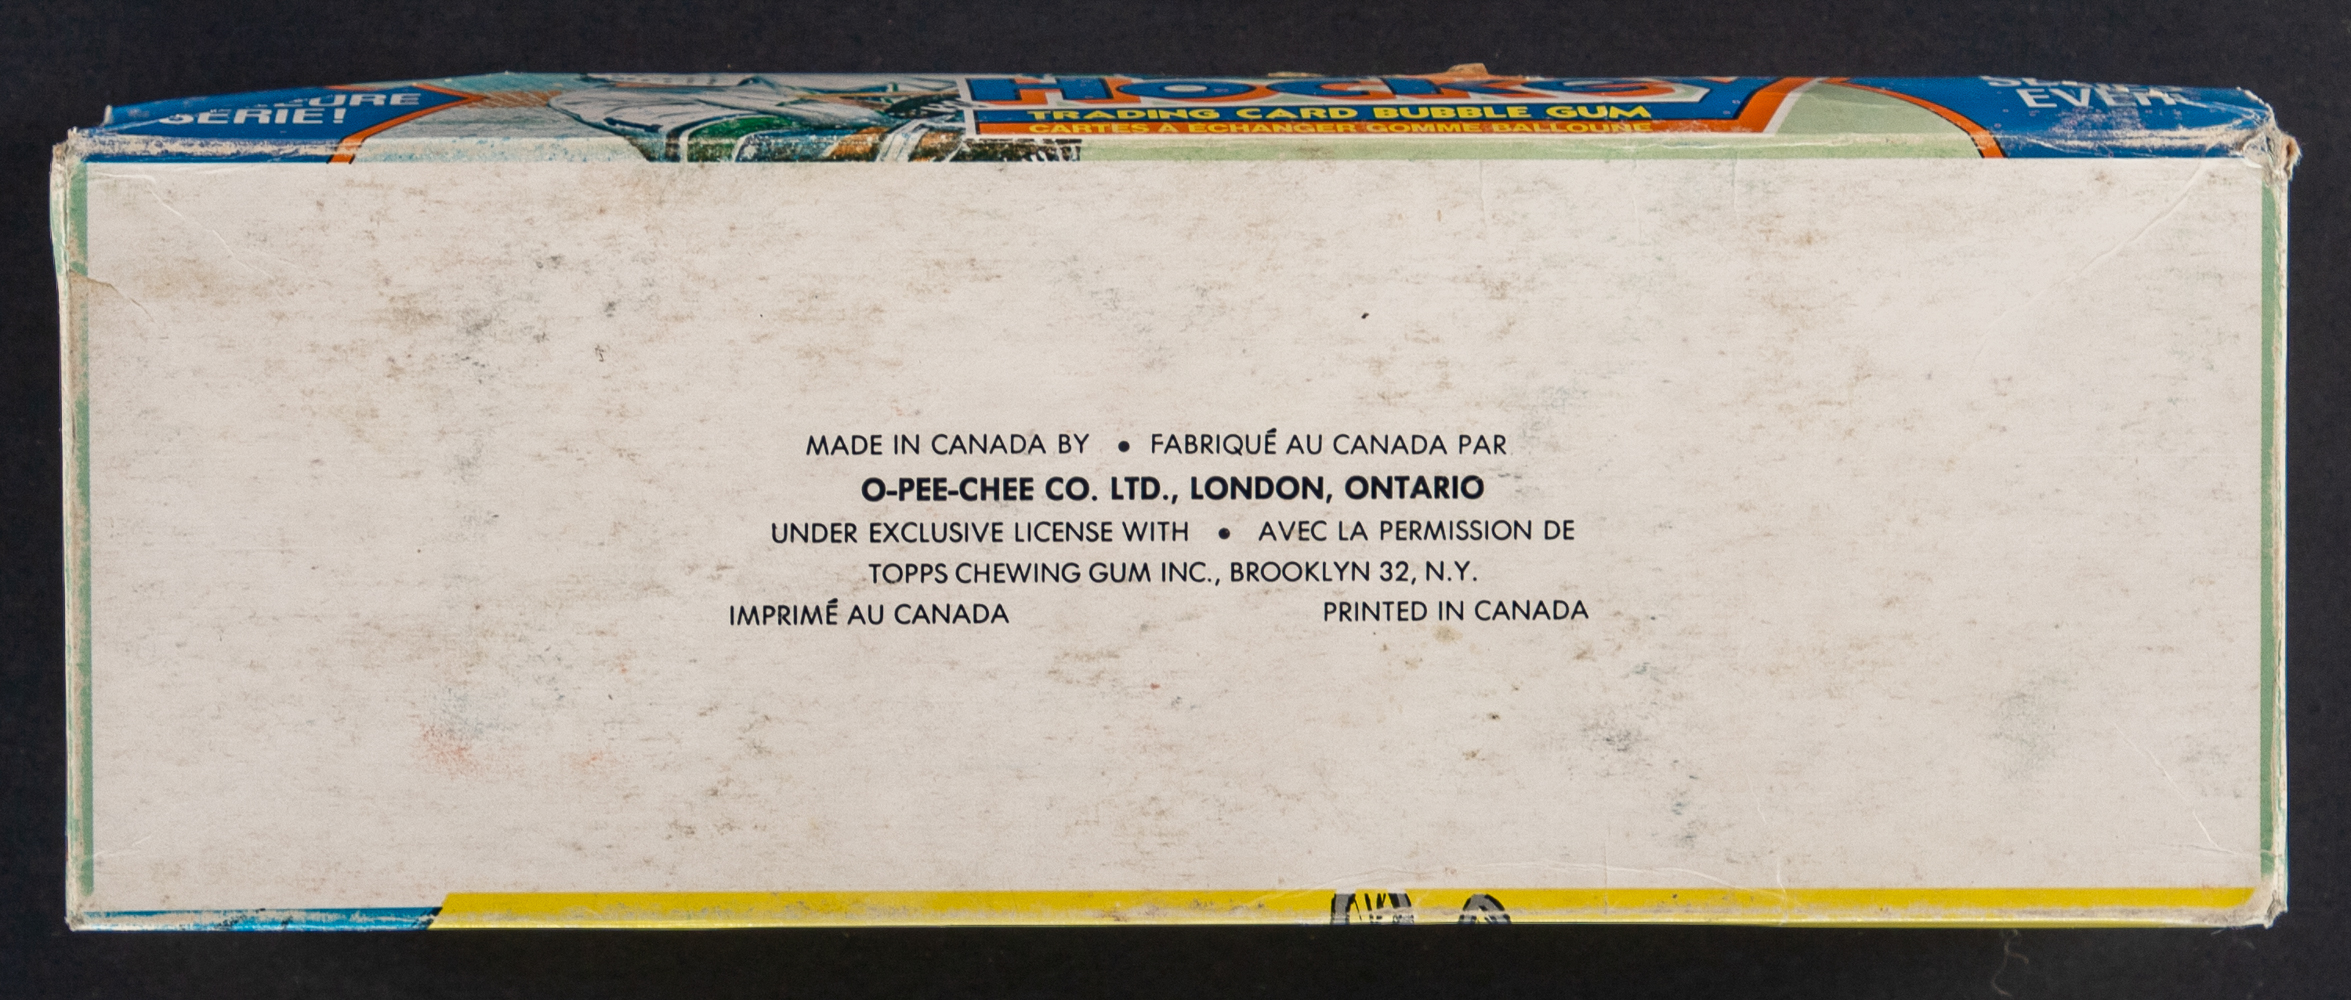 SÉRIE!
HOCKEY
TRADING CARD BUBBLE GUM
CARTES A ECHANGER GOMME BALLOUNE
MADE IN CANADA BY • FABRIQUÉ AU CANADA PAR
O-PEE-CHEE CO. LTD., LONDON, ONTARIO
UNDER EXCLUSIVE LICENSE WITH • AVEC LA PERMISSION DE
TOPPS CHEWING GUM INC., BROOKLYN 32, N.Y.
IMPRIMÉ AU CANADA PRINTED IN CANADA